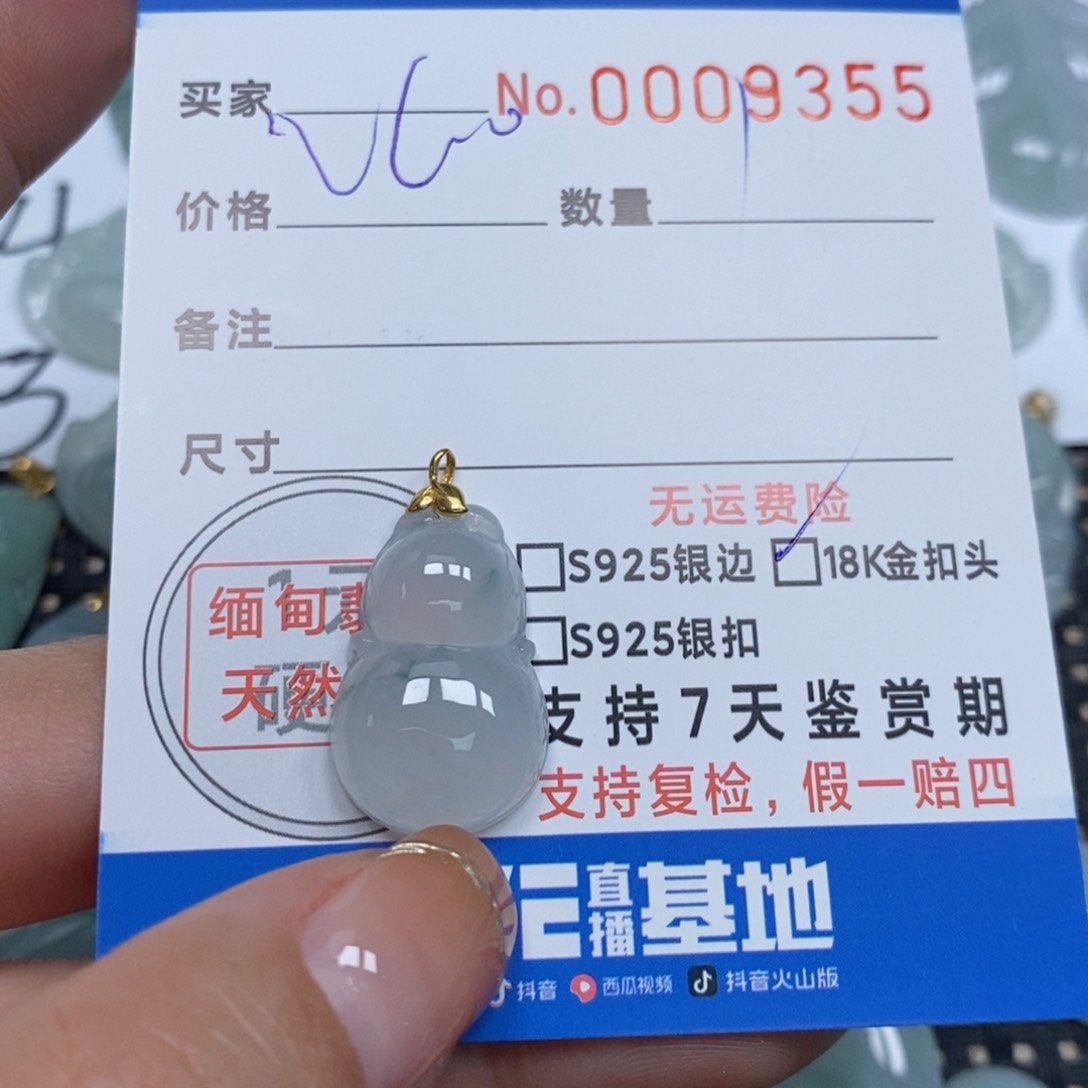 买家 No.0009355
价格 数量
备注
尺寸
无运费险
S925银边 18K金扣头
缅甸
S925银扣
天然
支持7天鉴赏期
支持复检，假一赔四
直播基地
抖音 西瓜视频 抖音火山版